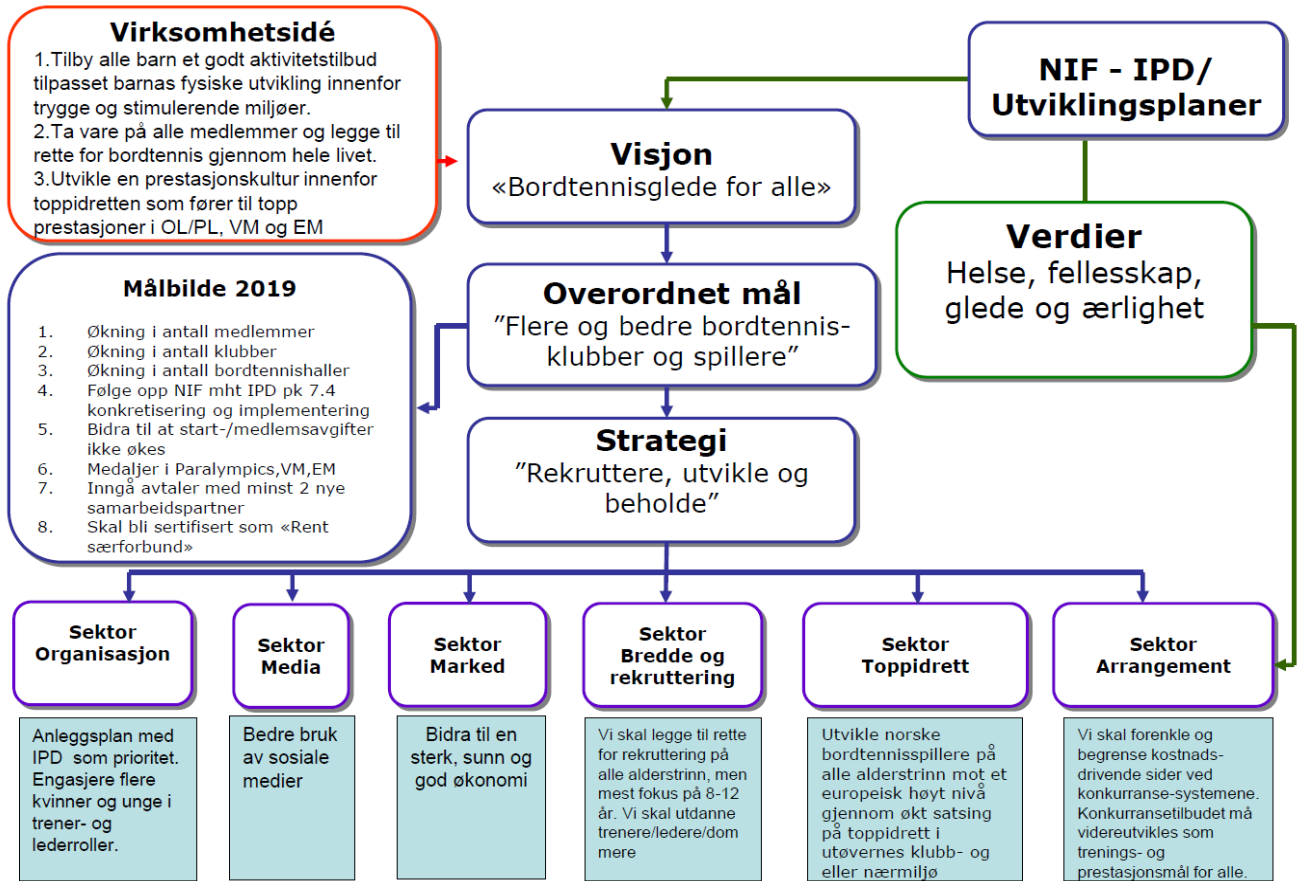 Virksomhetsidé
1.Tilby alle barn et godt aktivitetstilbud
tilpasset barnas fysiske utvikling innenfor
trygge og stimulerende miljøer.
2.Ta vare på alle medlemmer og legge til
rette for bordtennis gjennom hele livet.
3.Utvikle en prestasjonskultur innenfor
toppidretten som fører til topp
prestasjoner i OL/PL, VM og EM
NIF - IPD/
Utviklingsplaner
Visjon
«Bordtennisglede for alle»
Verdier
Helse, fellesskap,
glede og ærlighet
Målbilde 2019
1. Økning i antall medlemmer
2. Økning i antall klubber
3. Økning i antall bordtennishaller
4. Følge opp NIF mht IPD pk 7.4
konkretisering og implementering
5. Bidra til at start-/medlemsavgifter
ikke økes
6. Medaljer i Paralympics,VM,EM
7. Inngå avtaler med minst 2 nye
samarbeidspartner
8. Skal bli sertifisert som «Rent
særforbund»
Overordnet mål
”Flere og bedre bordtennis-
klubber og spillere”
Strategi
”Rekruttere, utvikle og
beholde”
Sektor
Organisasjon
Sektor
Media
Sektor
Marked
Sektor
Bredde og
rekruttering
Sektor
Toppidrett
Sektor
Arrangement
Anleggsplan med
IPD som prioritet.
Engasjere flere
kvinner og unge i
trener- og
lederroller.
Bedre bruk
av sosiale
medier
Bidra til en
sterk, sunn og
god økonomi
Vi skal legge til rette
for rekruttering på
alle alderstrinn, men
mest fokus på 8-12
år. Vi skal utdanne
trenere/ledere/dom
mere
Utvikle norske
bordtennisspillere på
alle alderstrinn mot et
europeisk høyt nivå
gjennom økt satsing
på toppidrett i
utøvernes klubb- og
eller nærmiljø
Vi skal forenkle og
begrense kostnads-
drivende sider ved
konkurranse-systemene.
Konkurransetilbudet må
videreutvikles som
trenings- og
prestasjonsmål for alle.